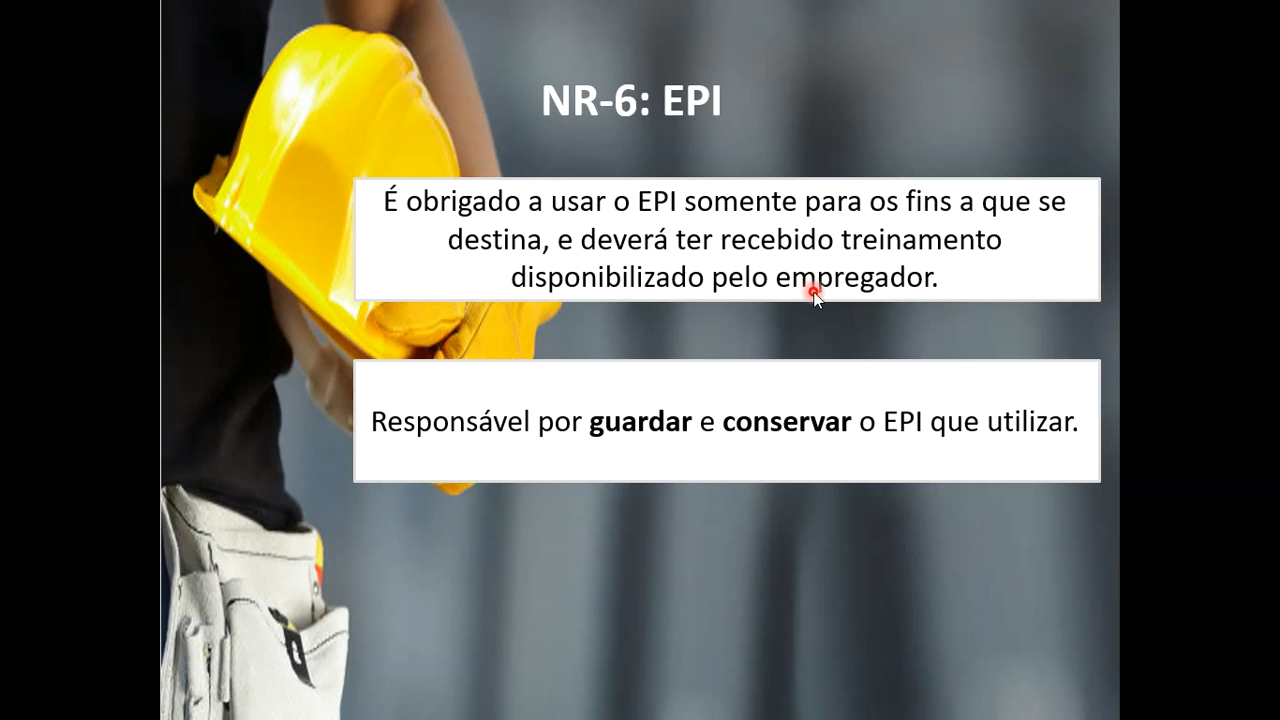 NR-6: EPI
É obrigado a usar o EPI somente para os fins a que se
destina, e deverá ter recebido treinamento
disponibilizado pelo empregador.
Responsável por guardar e conservar o EPI que utilizar.